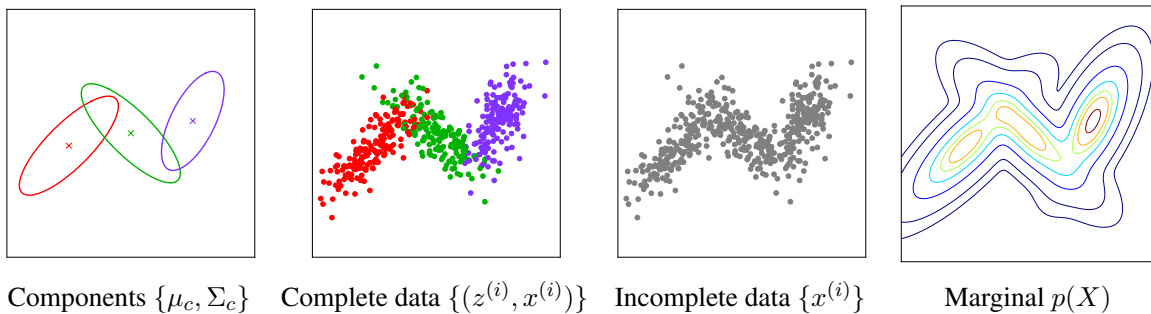 Components {μ_c, Σ_c}
Complete data {(z^{(i)}, x^{(i)})}
Incomplete data {x^{(i)}}
Marginal p(X)